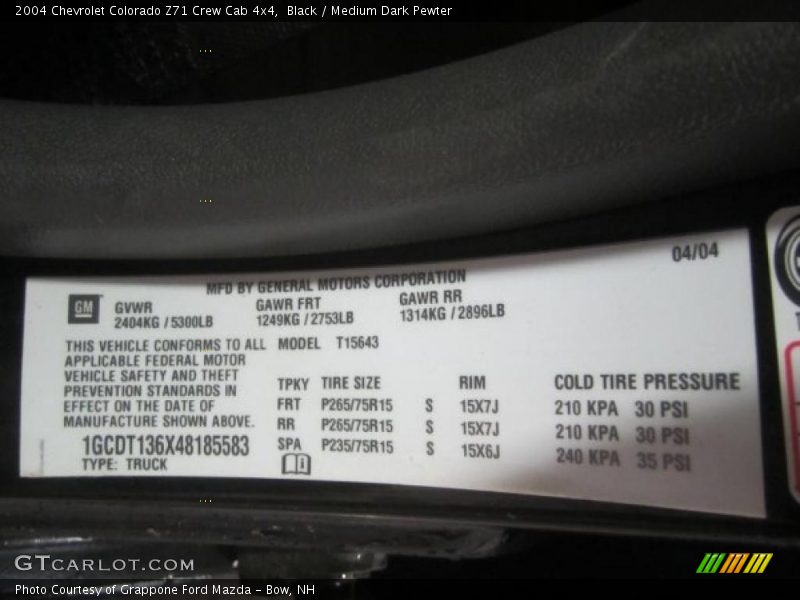 2004 Chevrolet Colorado Z71 Crew Cab 4x4, Black / Medium Dark Pewter
04/04
MFD BY GENERAL MOTORS CORPORATION
GM GVWR GAWR FRT GAWR RR
2404KG / 5300LB 1249KG / 2753LB 1314KG / 2896LB
THIS VEHICLE CONFORMS TO ALL MODEL T15643
APPLICABLE FEDERAL MOTOR
VEHICLE SAFETY AND THEFT
PREVENTION STANDARDS IN
EFFECT ON THE DATE OF
MANUFACTURE SHOWN ABOVE.
1GCDT136X48185583
TYPE: TRUCK
TPKY TIRE SIZE RIM COLD TIRE PRESSURE
FRT P265/75R15 S 15X7J 210 KPA 30 PSI
RR P265/75R15 S 15X7J 210 KPA 30 PSI
SPA P235/75R15 S 15X6J 240 KPA 35 PSI
GTCARLOT.COM
Photo Courtesy of Grappone Ford Mazda - Bow, NH